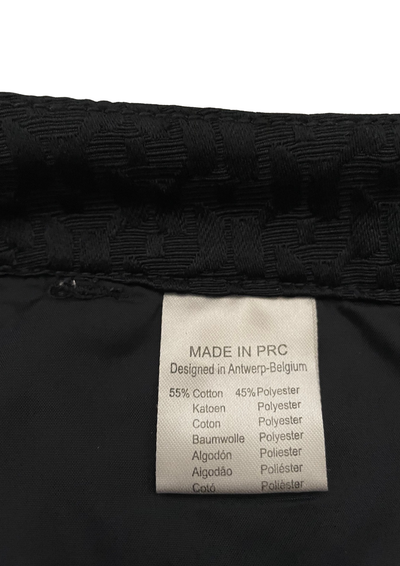 MADE IN PRC
Designed in Antwerp-Belgium
55% Cotton 45% Polyester
Katoen Polyester
Coton Polyester
Baumwolle Polyester
Algodón Poliester
Algodão Poliéster
Cotó Polièster